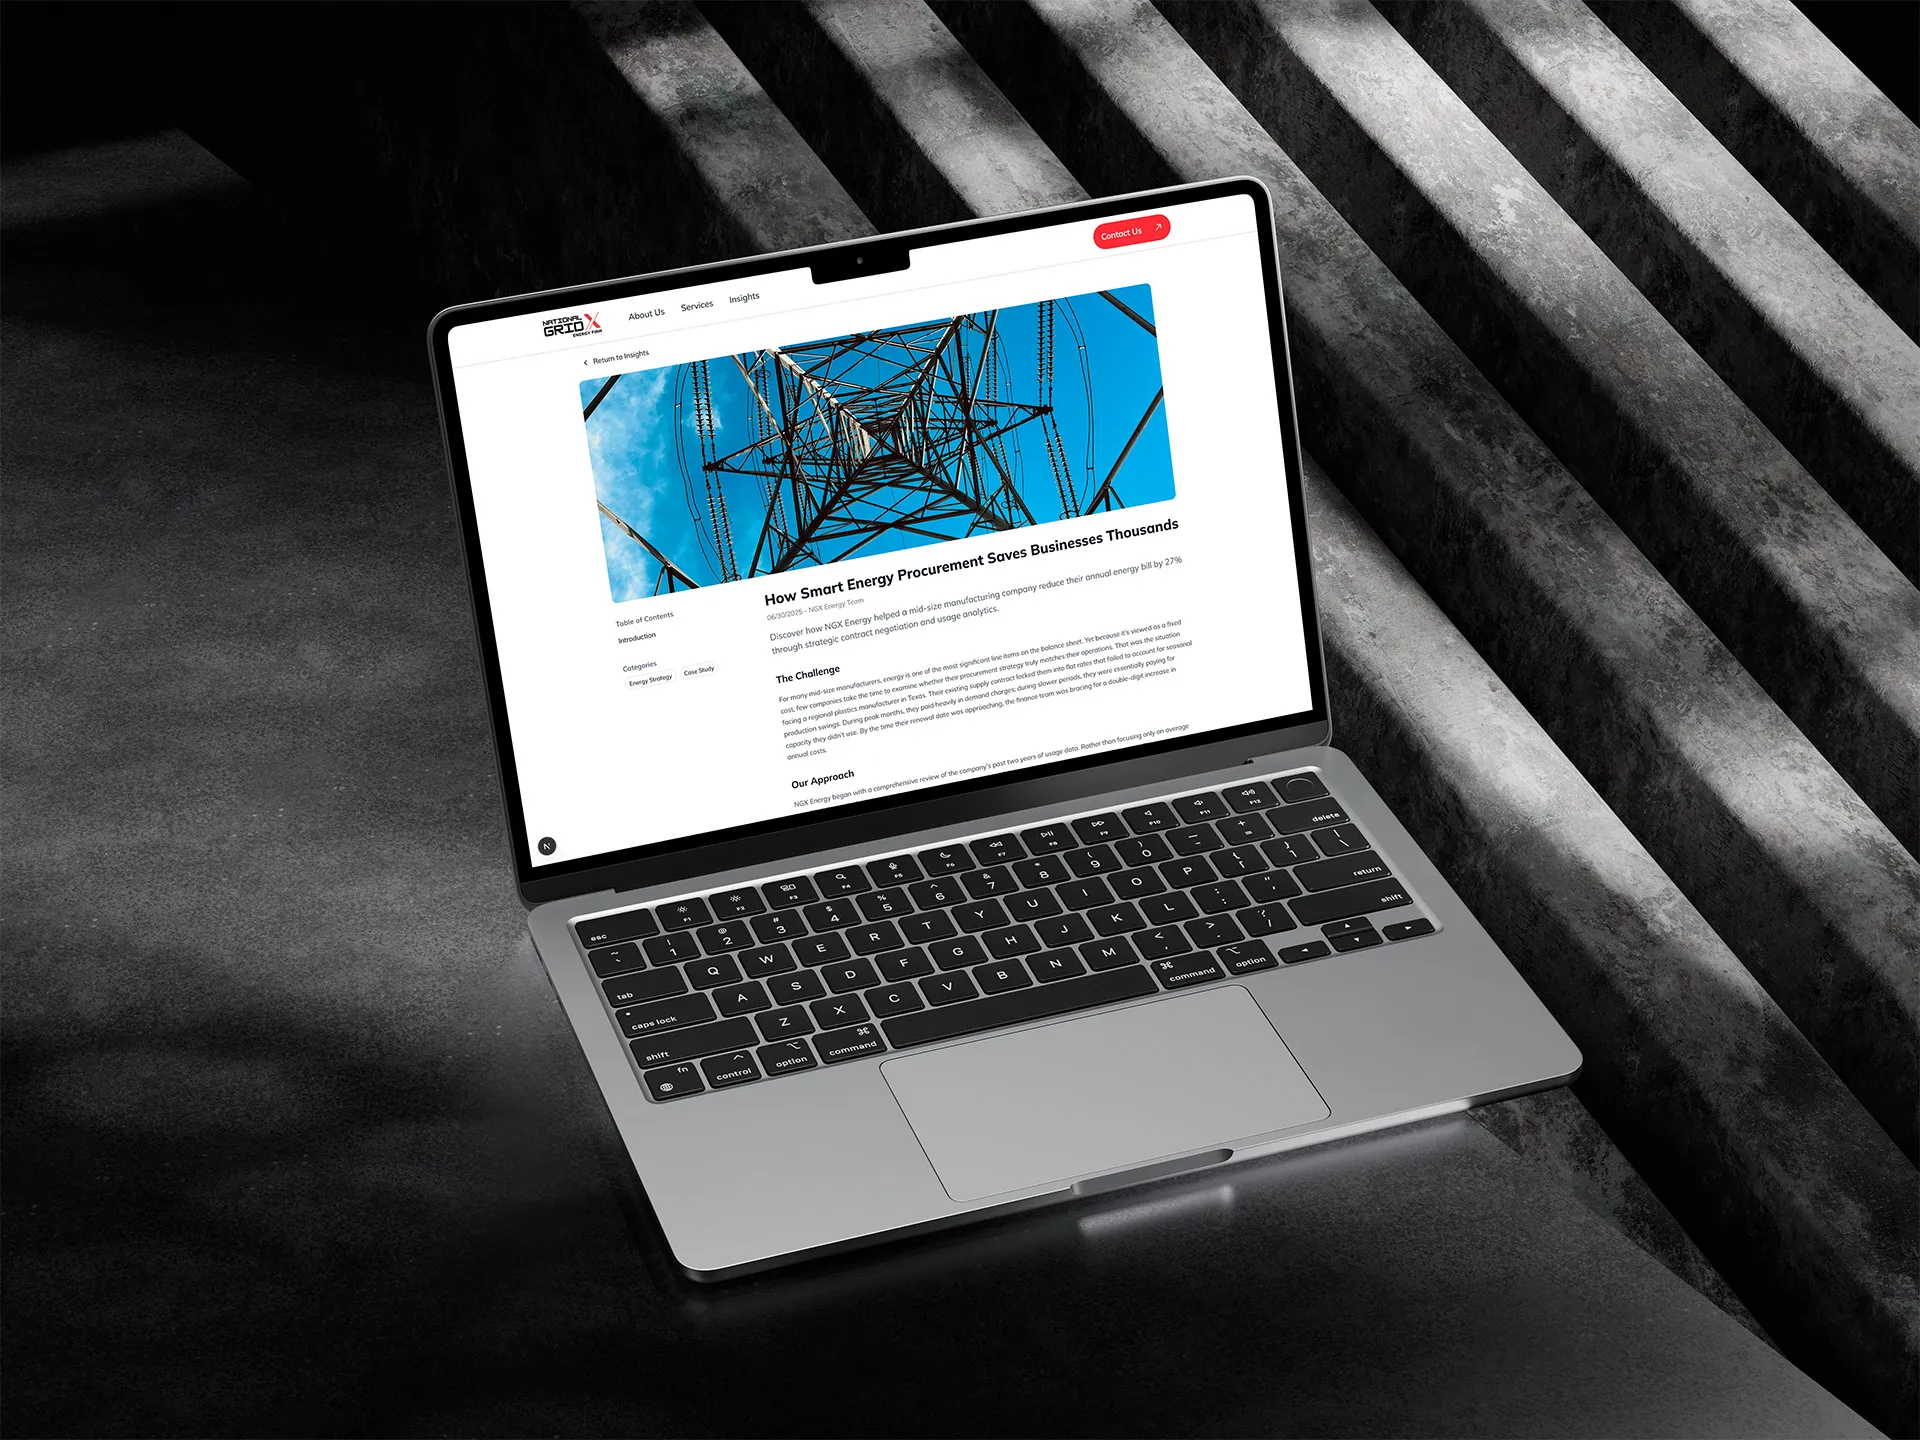 NATIONAL
GRID X
ENERGY FIRM
About Us
Services
Insights
Contact Us
Return to Insights
How Smart Energy Procurement Saves Businesses Thousands
06/30/2025 - NGX Energy Team
Discover how NGX Energy helped a mid-size manufacturing company reduce their annual energy bill by 27%
through strategic contract negotiation and usage analytics.
Table of Contents
Introduction
Categories
Energy Strategy
Case Study
The Challenge
For many mid-size manufacturers, energy is one of the most significant line items on the balance sheet. Yet because it's viewed as a fixed
cost, few companies take the time to examine whether their procurement strategy truly matches their operations. That was the situation
facing a regional plastics manufacturer in Texas. Their existing supply contract locked them into flat rates that failed to account for seasonal
production swings. During peak months, they paid heavily in demand charges; during slower periods, they were essentially paying for
capacity they didn't use. By the time their renewal date was approaching, the finance team was bracing for a double-digit increase in
annual costs.
Our Approach
NGX Energy began with a comprehensive review of the company's past two years of usage data. Rather than focusing only on average
N
esc F1 F2 F3 F4 F5 F6 F7 F8 F9 F10 F11 F12
~ ` ! 1 @ 2 # 3 $ 4 % 5 ^ 6 & 7 * 8 ( 9 ) 0 _ - + = delete
tab Q W E R T Y U I O P { [ } ] | \
caps lock A S D F G H J K L : ; " ' return
shift Z X C V B N M < , > . ? / shift
fn control option ⌘ command ⌘ command option